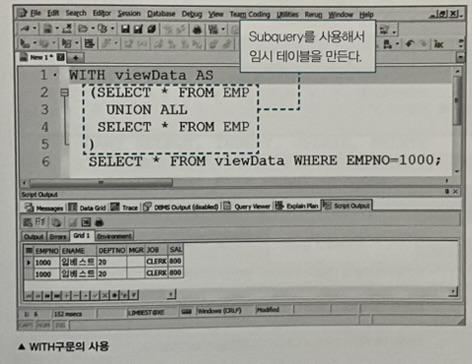 File Edit Search Editor Session Database Debug View Team Coding Utilities Rerun Window Help
Subquery를 사용해서
임시 테이블을 만든다.
New 1*
1 WITH viewData AS
2 (SELECT * FROM EMP
3 UNION ALL
4 SELECT * FROM EMP
5 )
6 SELECT * FROM viewData WHERE EMPNO=1000;
Script Output
Messages Data Grid Trace DBMS Output (disabled) Query Viewer Explain Plan Script Output
Output Errors Grid 1 Environment
EMPNO ENAME DEPTNO MGR JOB SAL
1000 임베스트 20 CLERK 800
1000 임베스트 20 CLERK 800
152 msecs LIMBEST@XE Windows (CRLF) Modified
CAPS NUM INS
▲ WITH구문의 사용